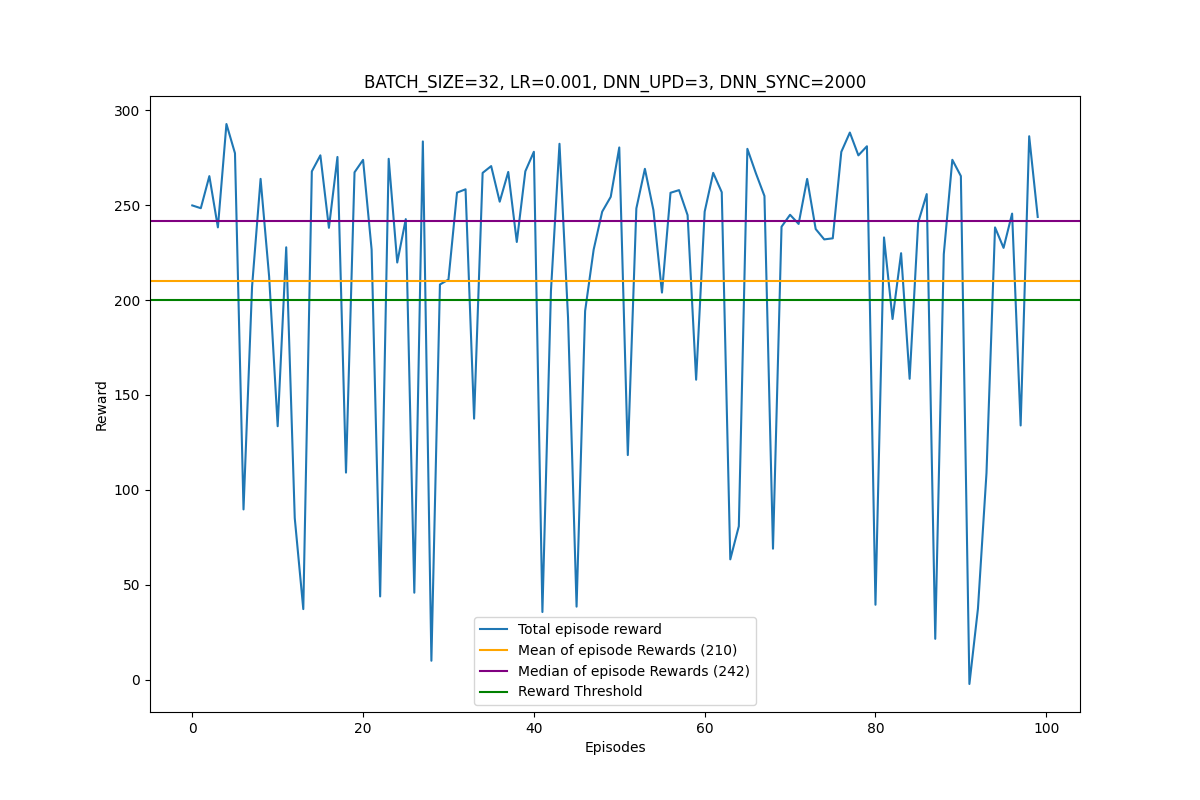 BATCH_SIZE=32, LR=0.001, DNN_UPD=3, DNN_SYNC=2000
300
250
200
150
100
50
0
Reward
Total episode reward
Mean of episode Rewards (210)
Median of episode Rewards (242)
Reward Threshold
0 20 40 60 80 100
Episodes